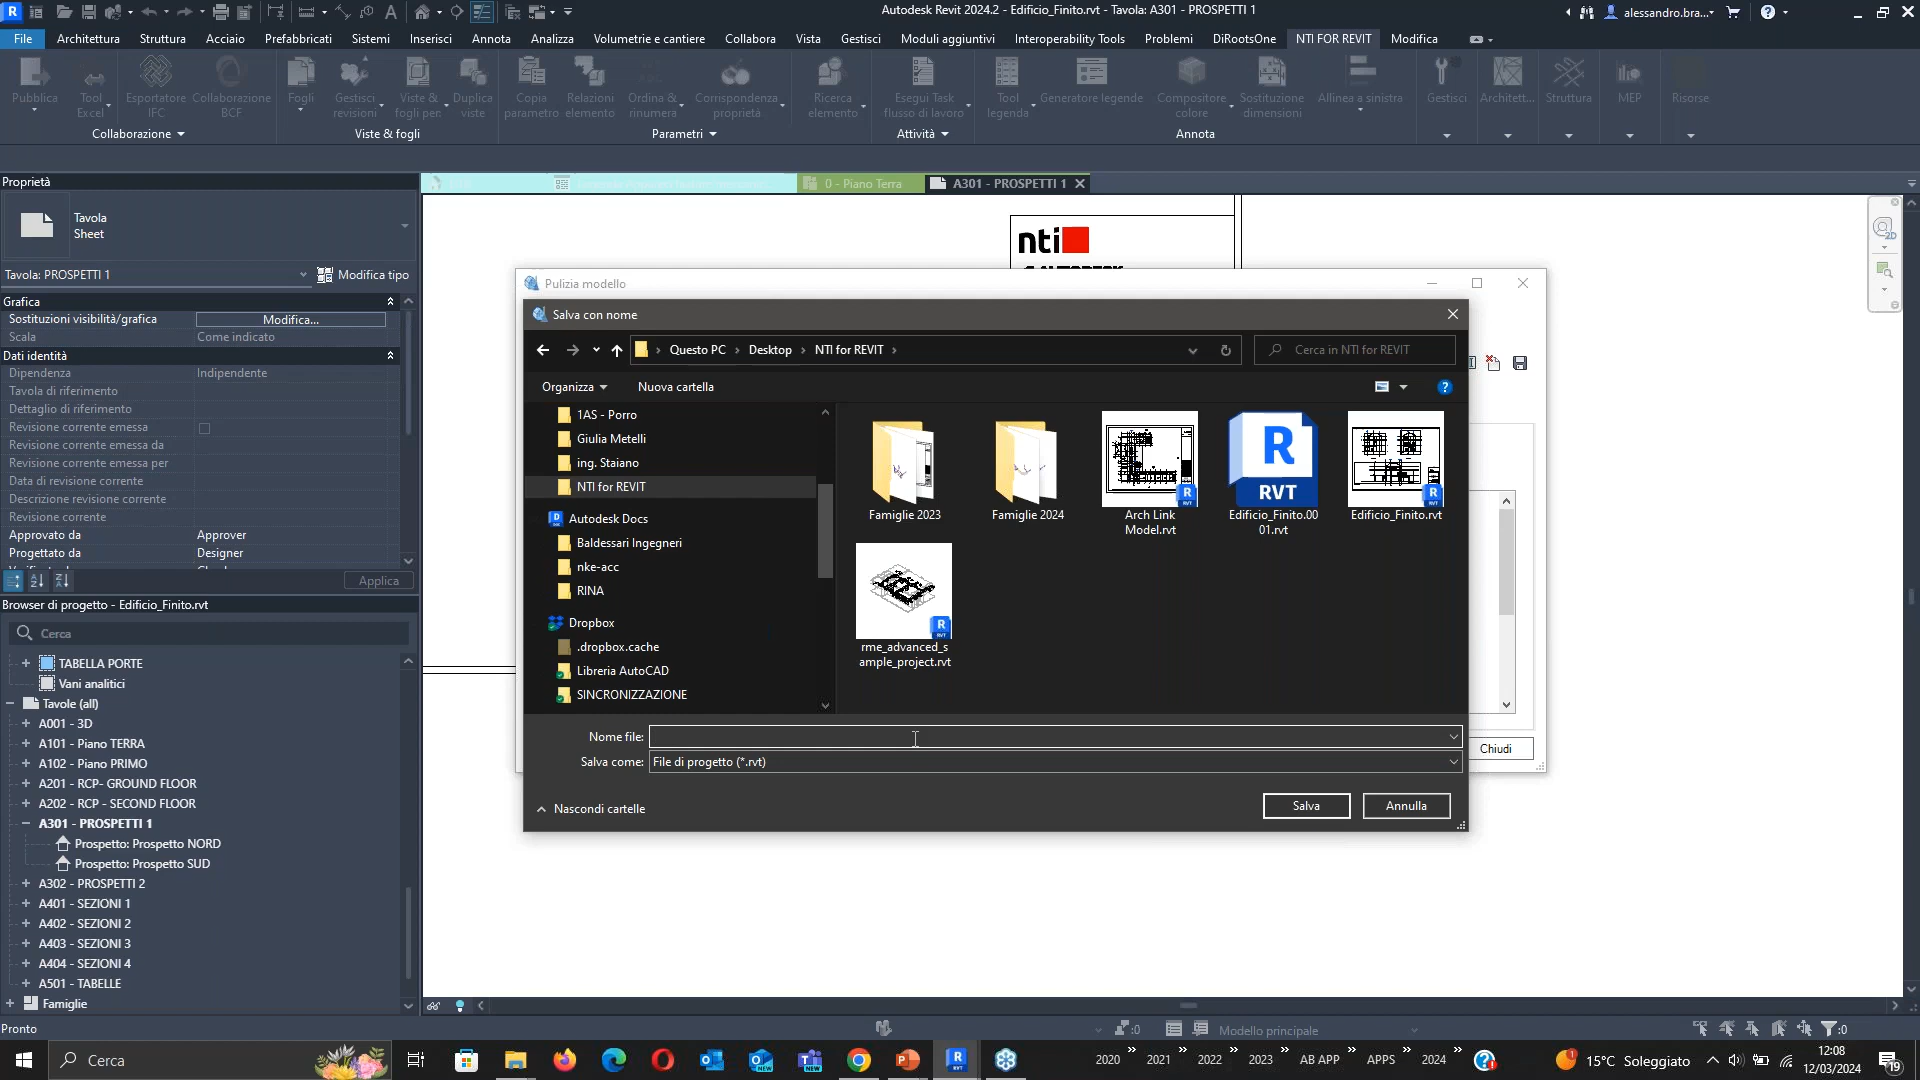 Autodesk Revit 2024.2 - Edificio_Finito.rvt - Tavola: A301 - PROSPETTI 1
alessandro.bra...
File Architettura Struttura Acciaio Prefabbricati Sistemi Inserisci Annota Analizza Volumetrie e cantiere Collabora Vista Gestisci Moduli aggiuntivi Interoperability Tools Problemi DiRootsOne NTI FOR REVIT Modifica
Pubblica
Tool Excel
Esportatore IFC
Collaborazione BCF
Fogli
Gestisci revisioni
Viste & fogli per
Duplica viste
Copia parametro
Relazioni elemento
Ordina & rinumera
Corrispondenza proprietà
Ricerca elemento
Esegui Task flusso di lavoro
Tool legenda
Generatore legende
Compositore colore
Sostituzione dimensioni
Allinea a sinistra
Gestisci
Architett...
Struttura
MEP
Risorse
Collaborazione Viste & fogli Parametri Attività Annota
Proprietà
0 - Piano Terra
A301 - PROSPETTI 1
Tavola
Sheet
Tavola: PROSPETTI 1
Modifica tipo
Grafica
Sostituzioni visibilità/grafica Modifica...
Scala Come indicato
Dati identità
Dipendenza Indipendente
Tavola di riferimento
Dettaglio di riferimento
Revisione corrente emessa
Revisione corrente emessa da
Revisione corrente emessa per
Data di revisione corrente
Descrizione revisione corrente
Revisione corrente
Approvato da Approver
Progettato da Designer
Applica
Browser di progetto - Edificio_Finito.rvt
Cerca
TABELLA PORTE
Vani analitici
Tavole (all)
A001 - 3D
A101 - Piano TERRA
A102 - Piano PRIMO
A201 - RCP- GROUND FLOOR
A202 - RCP - SECOND FLOOR
A301 - PROSPETTI 1
Prospetto: Prospetto NORD
Prospetto: Prospetto SUD
A302 - PROSPETTI 2
A401 - SEZIONI 1
A402 - SEZIONI 2
A403 - SEZIONI 3
A404 - SEZIONI 4
A501 - TABELLE
Famiglie
nti
Pulizia modello
Salva con nome
Questo PC > Desktop > NTI for REVIT >
Cerca in NTI for REVIT
Organizza Nuova cartella
1AS - Porro
Giulia Metelli
ing. Staiano
NTI for REVIT
Autodesk Docs
Baldessari Ingegneri
nke-acc
RINA
Dropbox
.dropbox.cache
Libreria AutoCAD
SINCRONIZZAZIONE
Famiglie 2023
Famiglie 2024
Arch Link
Model.rvt
Edificio_Finito.00
01.rvt
Edificio_Finito.rvt
rme_advanced_s
ample_project.rvt
Nome file:
Salva come: File di progetto (*.rvt)
Nascondi cartelle
Salva
Annulla
Chiudi
2D
Pronto
:0
Modello principale
:0
Cerca
2020 2021 2022 2023 AB APP APPS 2024
15°C Soleggiato
12:08
12/03/2024
19